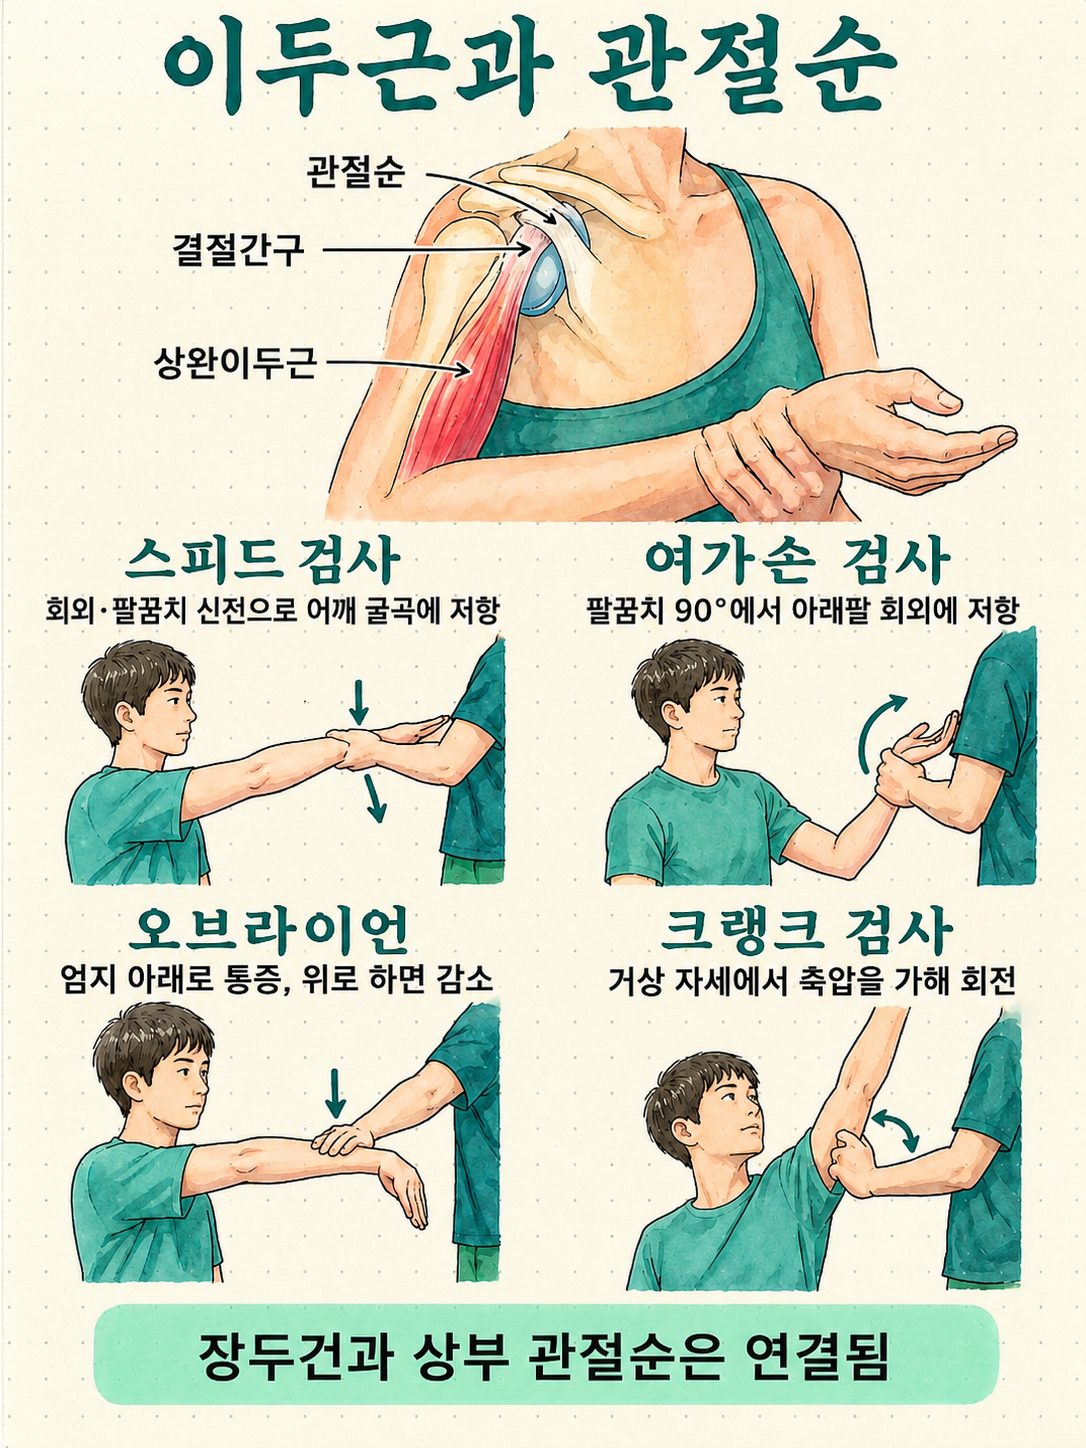 이두근과 관절순
관절순
결절간구
상완이두근
스피드 검사
회외·팔꿈치 신전으로 어깨 굴곡에 저항
여가손 검사
팔꿈치 90°에서 아래팔 회외에 저항
오브라이언
엄지 아래로 통증, 위로 하면 감소
크랭크 검사
거상 자세에서 축압을 가해 회전
장두건과 상부 관절순은 연결됨